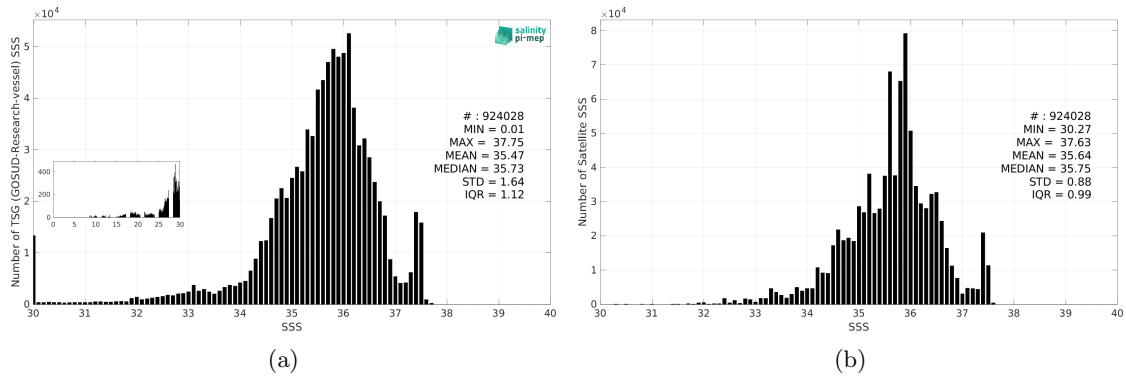 ×10⁴
5
4
3
2
1
0
Number of TSG (GOSUD-Research-vessel) SSS
salinity
pi-mep
# : 924028
MIN = 0.01
MAX = 37.75
MEAN = 35.47
MEDIAN = 35.73
STD = 1.64
IQR = 1.12
400
200
0
0 5 10 15 20 25 30
30 31 32 33 34 35 36 37 38 39 40
SSS
(a)
×10⁴
8
7
6
5
4
3
2
1
0
Number of Satellite SSS
# : 924028
MIN = 30.27
MAX = 37.63
MEAN = 35.64
MEDIAN = 35.75
STD = 0.88
IQR = 0.99
30 31 32 33 34 35 36 37 38 39 40
SSS
(b)